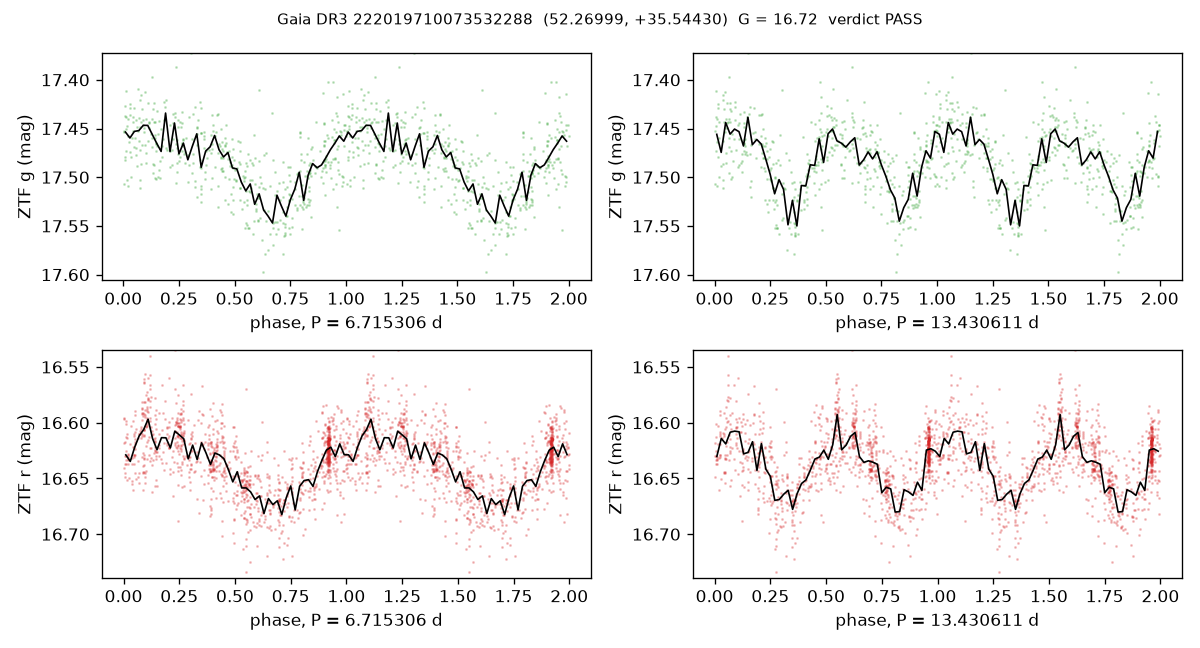 Gaia DR3 222019710073532288  (52.26999, +35.54430)  G = 16.72  verdict PASS
ZTF g (mag)
17.40
17.45
17.50
17.55
17.60
0.00 0.25 0.50 0.75 1.00 1.25 1.50 1.75 2.00
phase, P = 6.715306 d
ZTF g (mag)
17.40
17.45
17.50
17.55
17.60
0.00 0.25 0.50 0.75 1.00 1.25 1.50 1.75 2.00
phase, P = 13.430611 d
ZTF r (mag)
16.55
16.60
16.65
16.70
0.00 0.25 0.50 0.75 1.00 1.25 1.50 1.75 2.00
phase, P = 6.715306 d
ZTF r (mag)
16.55
16.60
16.65
16.70
0.00 0.25 0.50 0.75 1.00 1.25 1.50 1.75 2.00
phase, P = 13.430611 d